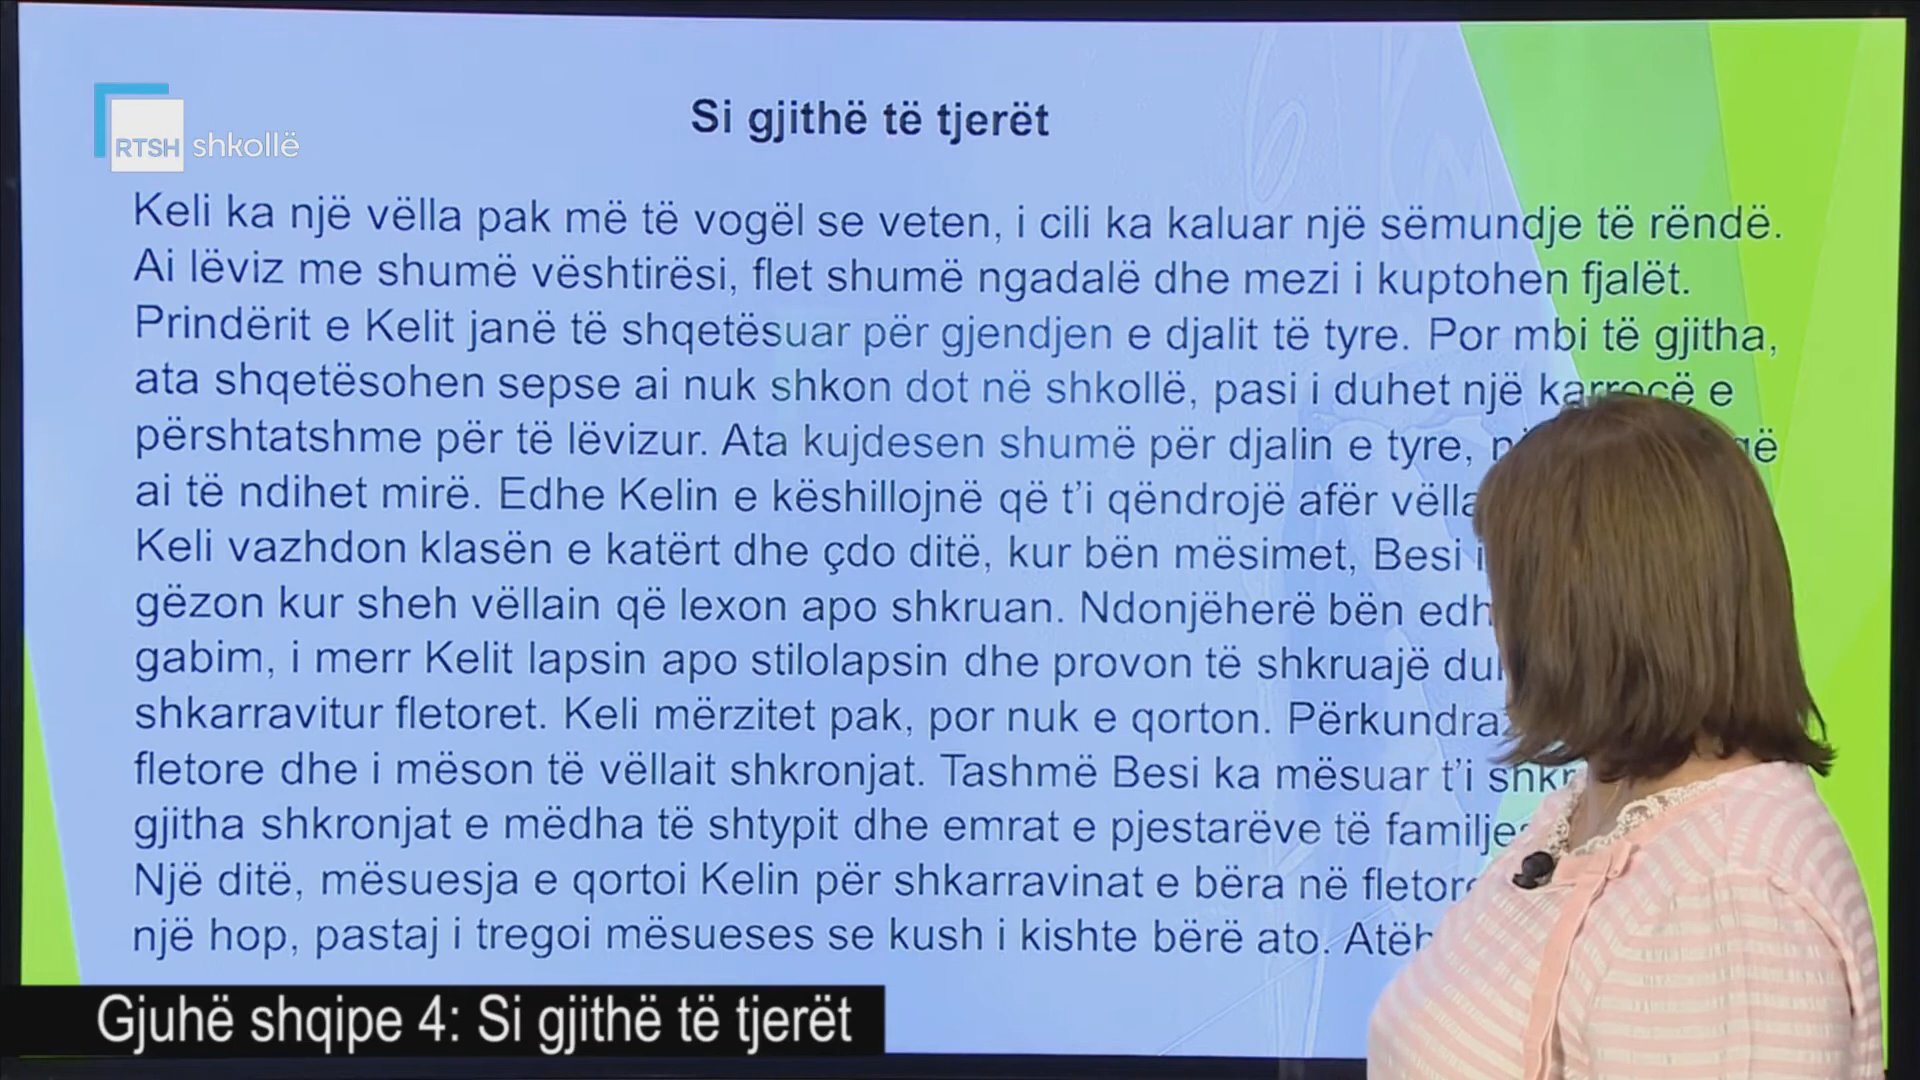 RTSH shkollë
Si gjithë të tjerët
Keli ka një vëlla pak më të vogël se veten, i cili ka kaluar një sëmundje të rëndë.
Ai lëviz me shumë vështirësi, flet shumë ngadalë dhe mezi i kuptohen fjalët.
Prindërit e Kelit janë të shqetësuar për gjendjen e djalit të tyre. Por mbi të gjitha,
ata shqetësohen sepse ai nuk shkon dot në shkollë, pasi i duhet një karrocë e
përshtatshme për të lëvizur. Ata kujdesen shumë për djalin e tyre,
ai të ndihet mirë. Edhe Kelin e këshillojnë që t'i qëndrojë afër
Keli vazhdon klasën e katërt dhe çdo ditë, kur bën mësimet, Besi
gëzon kur sheh vëllain që lexon apo shkruan. Ndonjëherë bën
gabim, i merr Kelit lapsin apo stilolapsin dhe provon të shkruajë
shkarravitur fletoret. Keli mërzitet pak, por nuk e qorton.
fletore dhe i mëson të vëllait shkronjat. Tashmë Besi ka mësuar t'i
gjitha shkronjat e mëdha të shtypit dhe emrat e pjestarëve të
Një ditë, mësuesja e qortoi Kelin për shkarravinat e bëra në
një hop, pastaj i tregoi mësueses se kush i kishte bërë ato.
Gjuhë shqipe 4: Si gjithë të tjerët